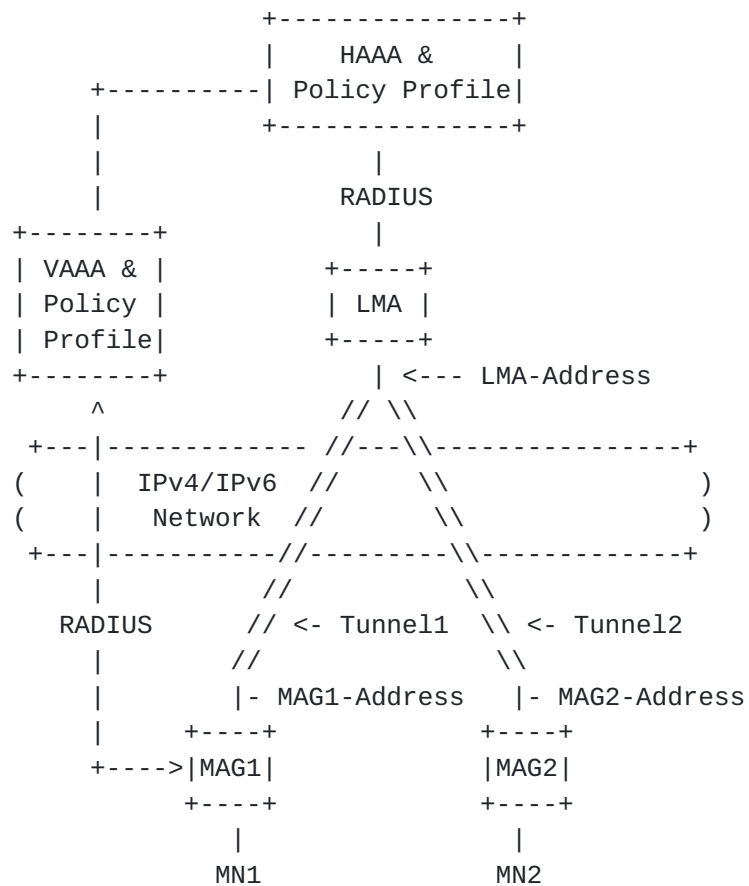 HAAA &
Policy Profile
RADIUS
VAAA &
Policy
LMA
Profile
<--- LMA-Address
IPv4/IPv6
Network
RADIUS
<- Tunnel1
<- Tunnel2
MAG1-Address
MAG2-Address
MAG1
MAG2
MN1
MN2